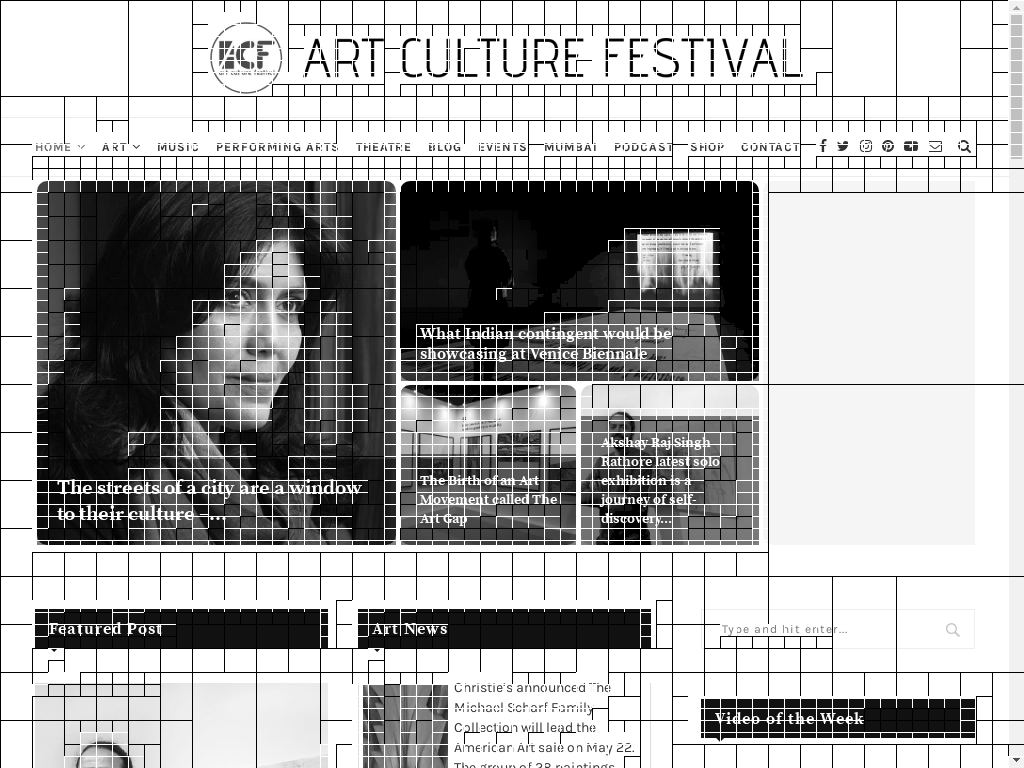 ACF
ART CULTURE FESTIVAL
HOME ART MUSIC PERFORMING ARTS THEATRE BLOG EVENTS MUMBAI PODCAST SHOP CONTACT
What Indian contingent would be
showcasing at Venice Biennale
The streets of a city are a window
to their culture –...
The Birth of an Art
Movement called The
Art Gap
Akshay Raj Singh
Rathore latest solo
exhibition is a
journey of self-
discovery...
Featured Post
Art News
Type and hit enter...
Christie's announced The
Michael Scharf Family
Collection will lead the
American Art sale on May 22.
The group of 28 paintings
Video of the Week